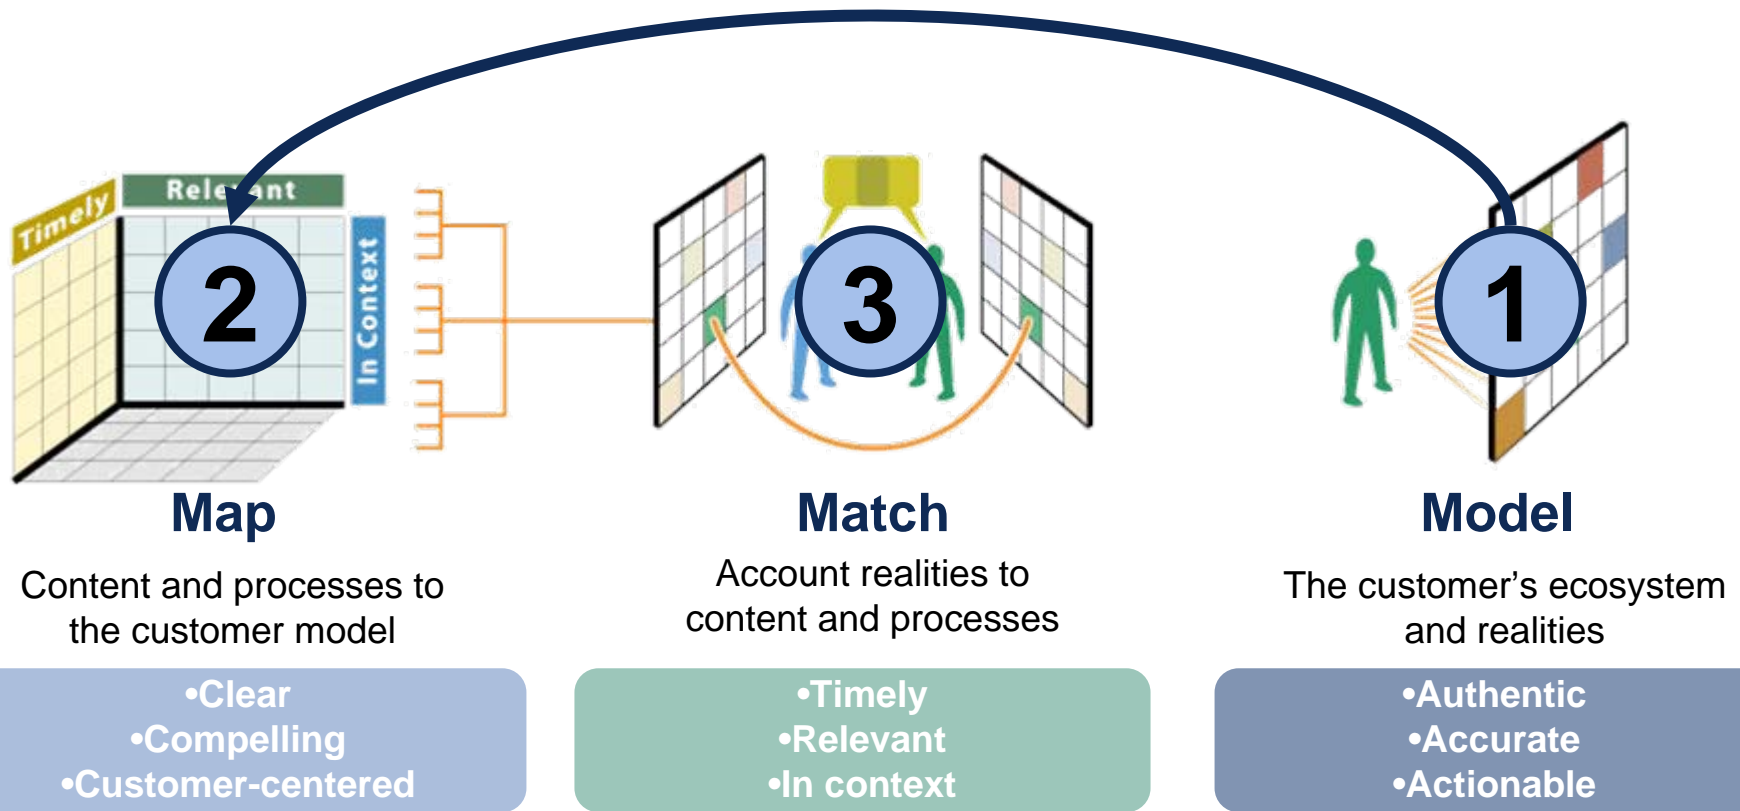 Timely
Relevant
In Context
2
3
1
Map
Content and processes to
the customer model
•Clear
•Compelling
•Customer-centered
Match
Account realities to
content and processes
•Timely
•Relevant
•In context
Model
The customer’s ecosystem
and realities
•Authentic
•Accurate
•Actionable